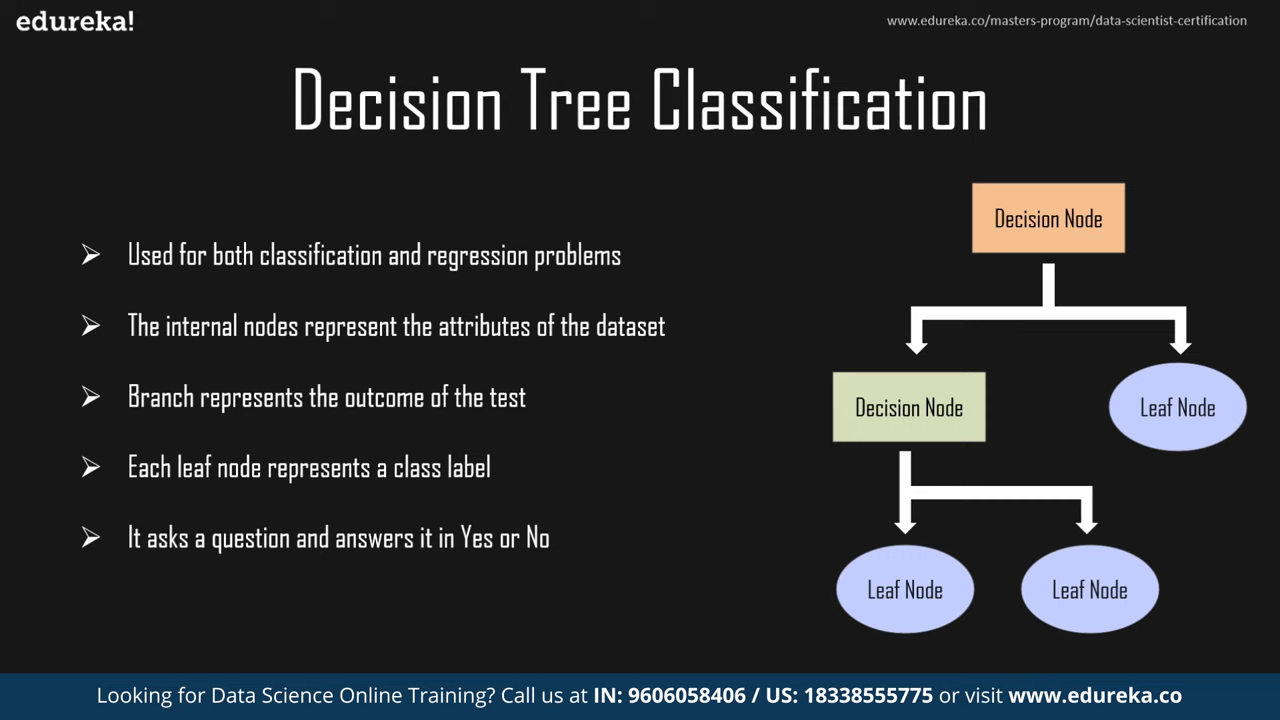 edureka!
www.edureka.co/masters-program/data-scientist-certification
Decision Tree Classification
Used for both classification and regression problems
The internal nodes represent the attributes of the dataset
Branch represents the outcome of the test
Each leaf node represents a class label
It asks a question and answers it in Yes or No
Decision Node
Decision Node
Leaf Node
Leaf Node
Leaf Node
Looking for Data Science Online Training? Call us at IN: 9606058406 / US: 18338555775 or visit www.edureka.co